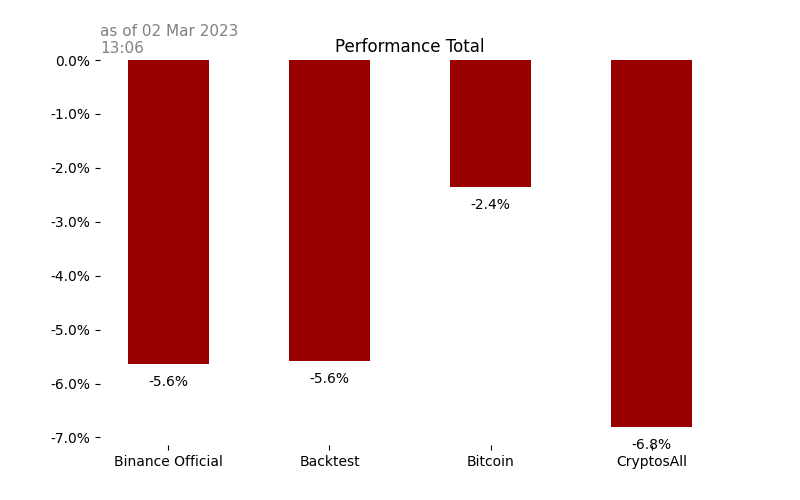 as of 02 Mar 2023
13:06
Performance Total
0.0%
-1.0%
-2.0%
-3.0%
-4.0%
-5.0%
-6.0%
-7.0%
-5.6%
-5.6%
-2.4%
-6.8%
Binance Official
Backtest
Bitcoin
CryptosAll